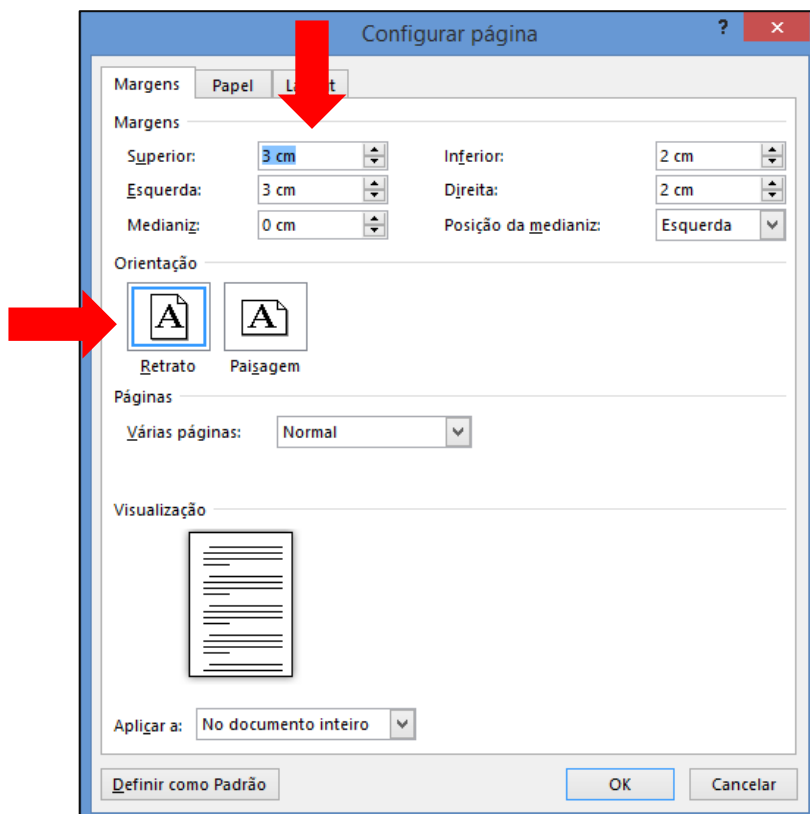 Configurar página
? ×
Margens Papel
Margens
Superior: 3 cm Inferior: 2 cm
Esquerda: 3 cm Direita: 2 cm
Medianiz: 0 cm Posição da medianiz: Esquerda
Orientação
A A
Retrato Paisagem
Páginas
Várias páginas: Normal
Visualização
Aplicar a: No documento inteiro
Definir como Padrão OK Cancelar